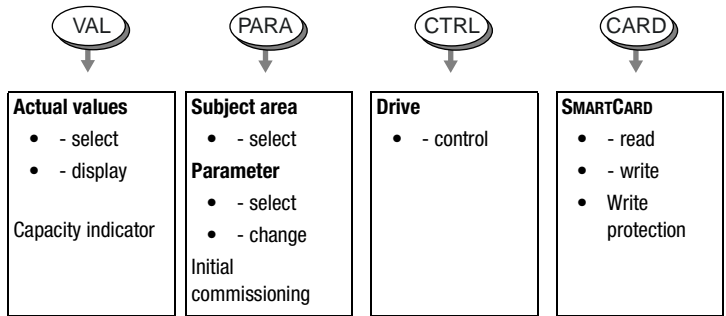 VAL
PARA
CTRL
CARD
Actual values
• - select
• - display
Capacity indicator
Subject area
• - select
Parameter
• - select
• - change
Initial
commissioning
Drive
• - control
SMARTCARD
• - read
• - write
• Write
protection